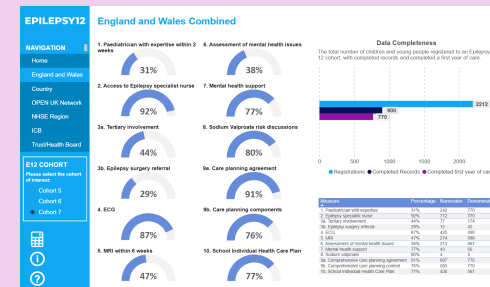 EPILEPSY12
England and Wales Combined
NAVIGATION
Home
England and Wales
Country
OPEN UK Network
NHSE Region
ICB
Trust/Health Board
E12 COHORT
Please select the cohort
of interest:
Cohort 5
Cohort 6
Cohort 7
1. Paediatrician with expertise within 2
weeks
31%
6. Assessment of mental health issues
38%
2. Access to Epilepsy specialist nurse
92%
7. Mental health support
77%
3a. Tertiary involvement
44%
8. Sodium Valproate risk discussions
80%
3b. Epilepsy surgery referral
29%
9a. Care planning agreement
91%
4. ECG
87%
9b. Care planning components
76%
5. MRI within 6 weeks
47%
10. School Individual Health Care Plan
77%
Data Completeness
The total number of children and young people registered to an Epilepsy
12 cohort, with completed records and completed a first year of care.
2212
900
770
0 500 1000 1500 2000
Registrations Completed Records Completed first year of care
Measure Percentage Numerator
1. Paediatrician with expertise 31% 242 770
2. Epilepsy specialist nurse 92% 712 770
3a. Tertiary involvement 44% 77 174
3b. Epilepsy surgery referral 29% 12 42
4. ECG 87% 425 490
5. MRI 47% 274
6. Assessment of mental health issues 38% 213 567
7. Mental health support 77% 43 56
8. Sodium valproate 80% 4 5
9a. Comprehensive care planning agreement 91% 697 770
9b. Comprehensive care planning content 76% 583 770
10. School Individual Health Care Plan 77% 438 567